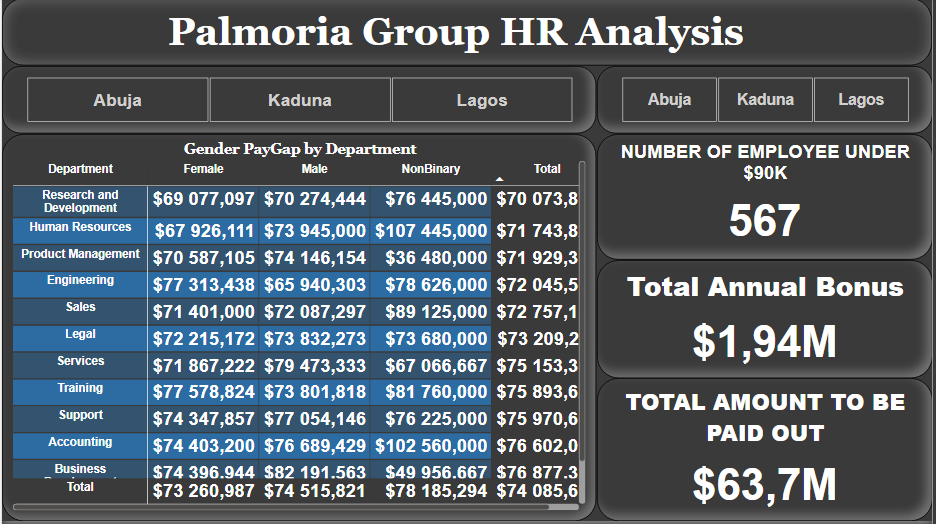 Palmoria Group HR Analysis
Abuja Kaduna Lagos
Abuja Kaduna Lagos
Gender PayGap by Department
Department Female Male NonBinary Total
Research and
Development $69 077,097 $70 274,444 $76 445,000 $70 073,8
Human Resources $67 926,111 $73 945,000 $107 445,000 $71 743,8
Product Management $70 587,105 $74 146,154 $36 480,000 $71 929,3
Engineering $77 313,438 $65 940,303 $78 626,000 $72 045,5
Sales $71 401,000 $72 087,297 $89 125,000 $72 757,1
Legal $72 215,172 $73 832,273 $73 680,000 $73 209,2
Services $71 867,222 $79 473,333 $67 066,667 $75 153,3
Training $77 578,824 $73 801,818 $81 760,000 $75 893,6
Support $74 347,857 $77 054,146 $76 225,000 $75 970,6
Accounting $74 403,200 $76 689,429 $102 560,000 $76 602,0
Business $74 396,944 $82 191,563 $49 956,667 $76 877,3
Total $73 260,987 $74 515,821 $78 185,294 $74 085,6
NUMBER OF EMPLOYEE UNDER
$90K
567
Total Annual Bonus
$1,94M
TOTAL AMOUNT TO BE
PAID OUT
$63,7M